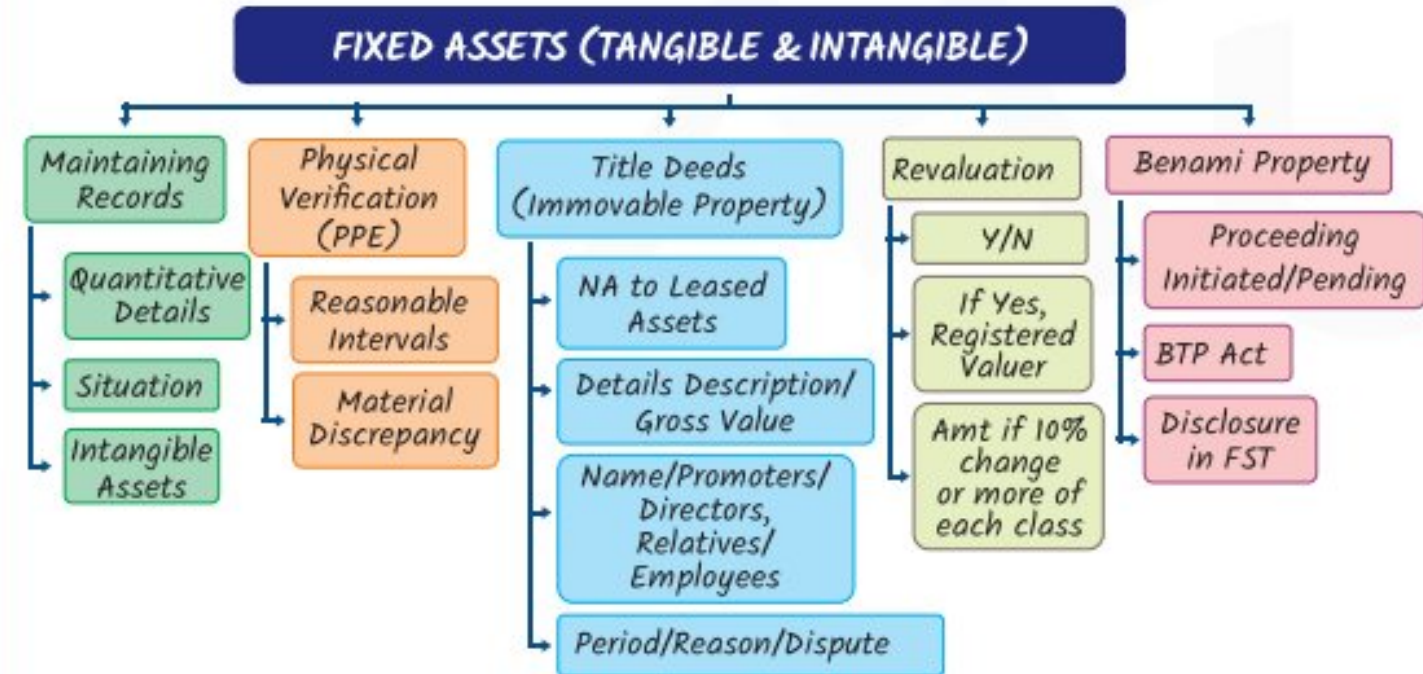 FIXED ASSETS (TANGIBLE & INTANGIBLE)
Maintaining
Records
Quantitative
Details
Situation
Intangible
Assets
Physical
Verification
(PPE)
Reasonable
Intervals
Material
Discrepancy
Title Deeds
(Immovable Property)
NA to Leased
Assets
Details Description/
Gross Value
Name/Promoters/
Directors,
Relatives/
Employees
Period/Reason/Dispute
Revaluation
Y/N
If Yes,
Registered
Valuer
Amt if 10%
change
or more of
each class
Benami Property
Proceeding
Initiated/Pending
BTP Act
Disclosure
in FST